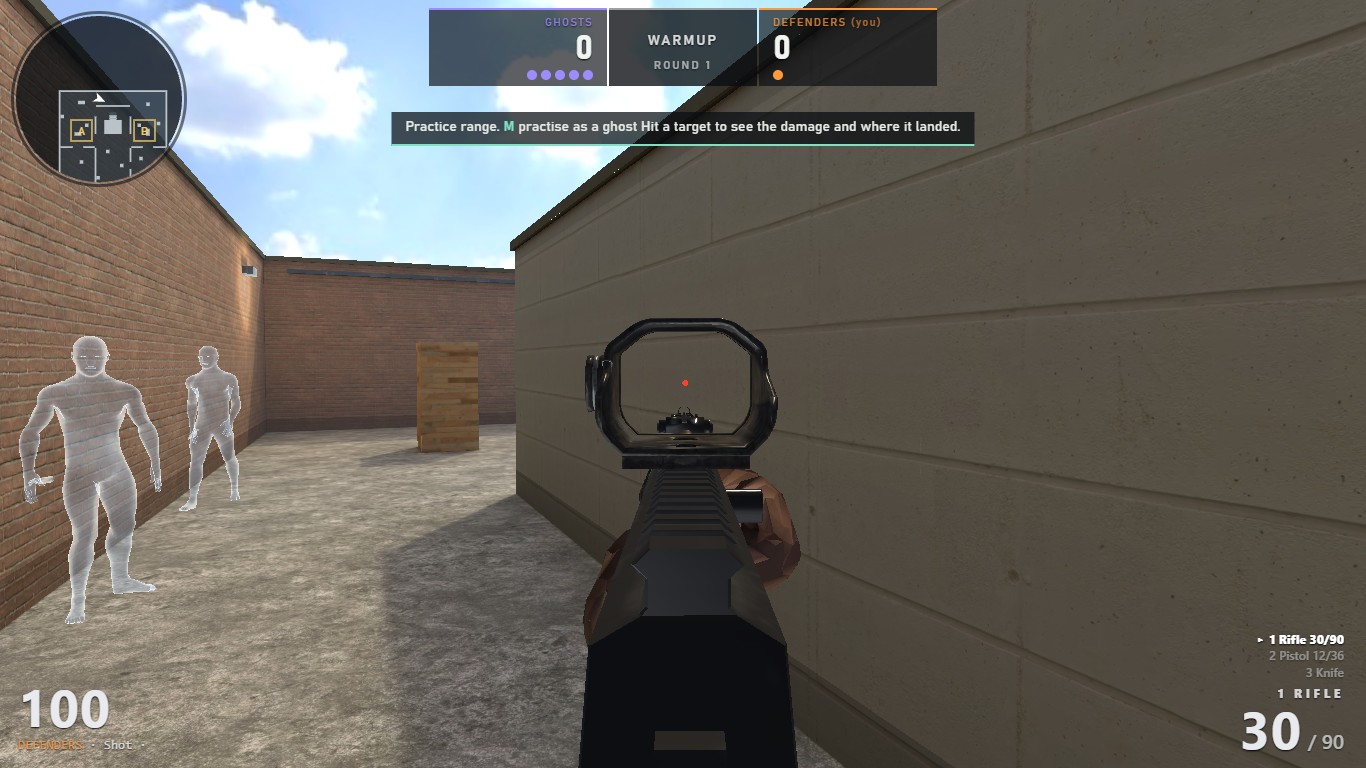 GHOSTS
0
WARMUP
ROUND 1
DEFENDERS (you)
0
Practice range. M practise as a ghost Hit a target to see the damage and where it landed.
A
B
▸ 1 Rifle 30/90
2 Pistol 12/36
3 Knife
1 RIFLE
30 / 90
100
DEFENDERS · Shot ·